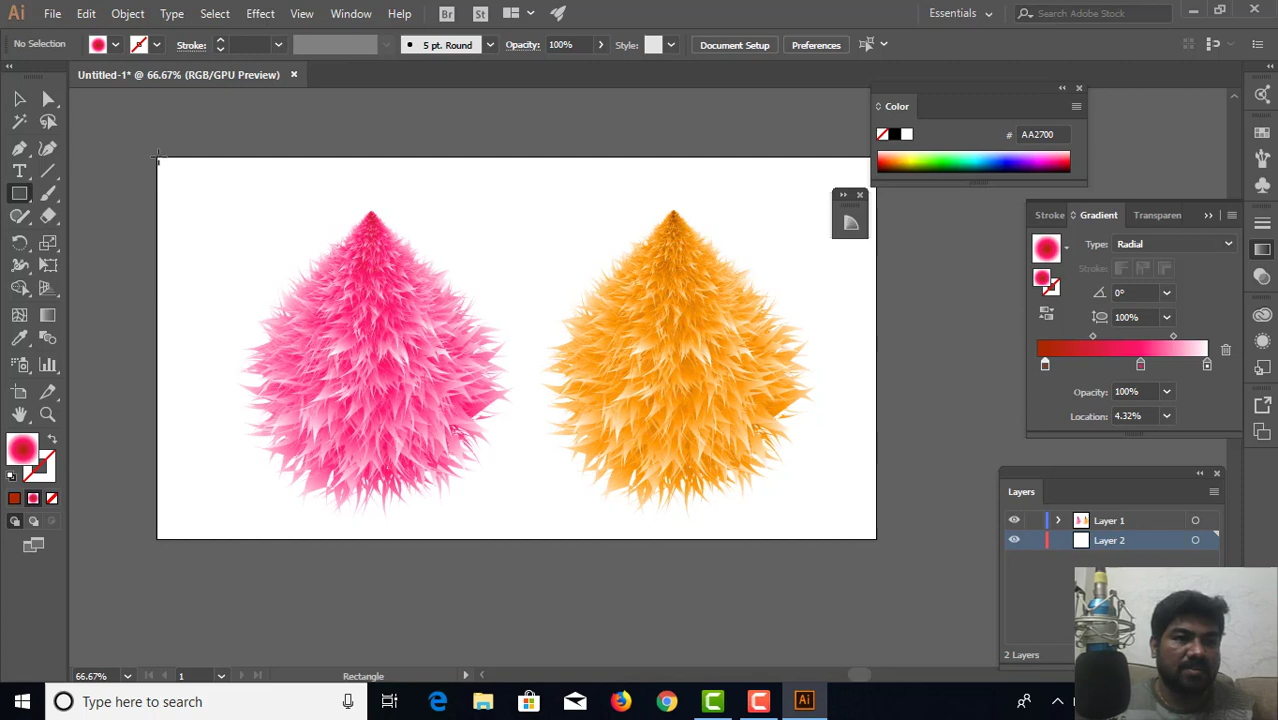 Ai File Edit Object Type Select Effect View Window Help Br St Essentials Search Adobe Stock
No Selection Stroke: 5 pt. Round Opacity: 100% Style: Document Setup Preferences
Untitled-1* @ 66.67% (RGB/GPU Preview)
Color
# AA2700
Stroke Gradient Transparen
Type: Radial
Stroke:
0°
100%
Opacity: 100%
Location: 4.32%
Layers
Layer 1
Layer 2
2 Layers
66.67% 1 Rectangle
Type here to search
Ai